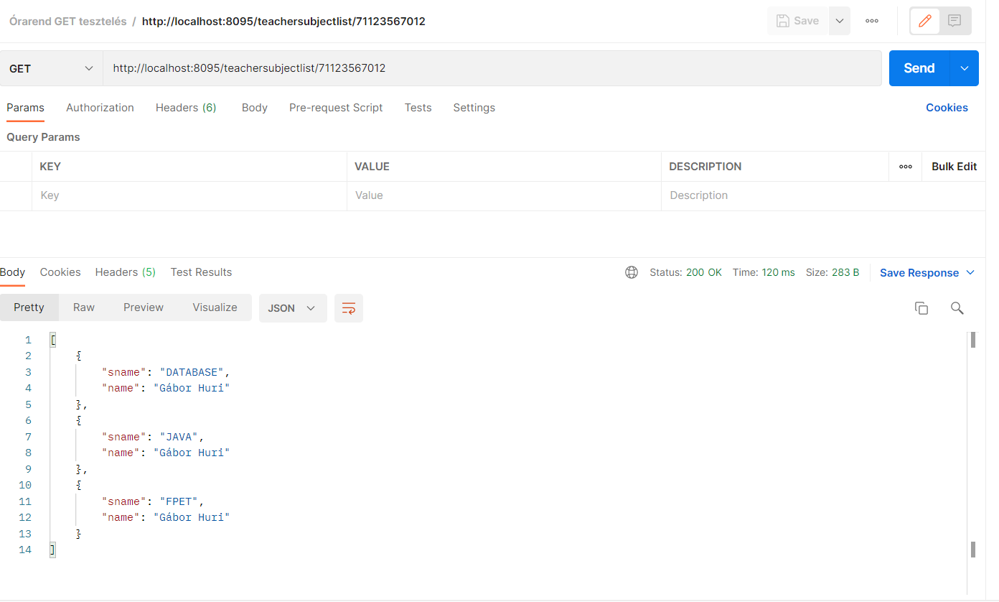 Órarend GET tesztelés / http://localhost:8095/teachersubjectlist/71123567012 Save ooo
GET http://localhost:8095/teachersubjectlist/71123567012 Send
Params Authorization Headers (6) Body Pre-request Script Tests Settings Cookies
Query Params
KEY VALUE DESCRIPTION ooo Bulk Edit
Key Value Description
Body Cookies Headers (5) Test Results Status: 200 OK Time: 120 ms Size: 283 B Save Response
Pretty Raw Preview Visualize JSON
1 [
2 {
3 "sname": "DATABASE",
4 "name": "Gábor Huri"
5 },
6 {
7 "sname": "JAVA",
8 "name": "Gábor Huri"
9 },
10 {
11 "sname": "FPET",
12 "name": "Gábor Huri"
13 }
14 ]